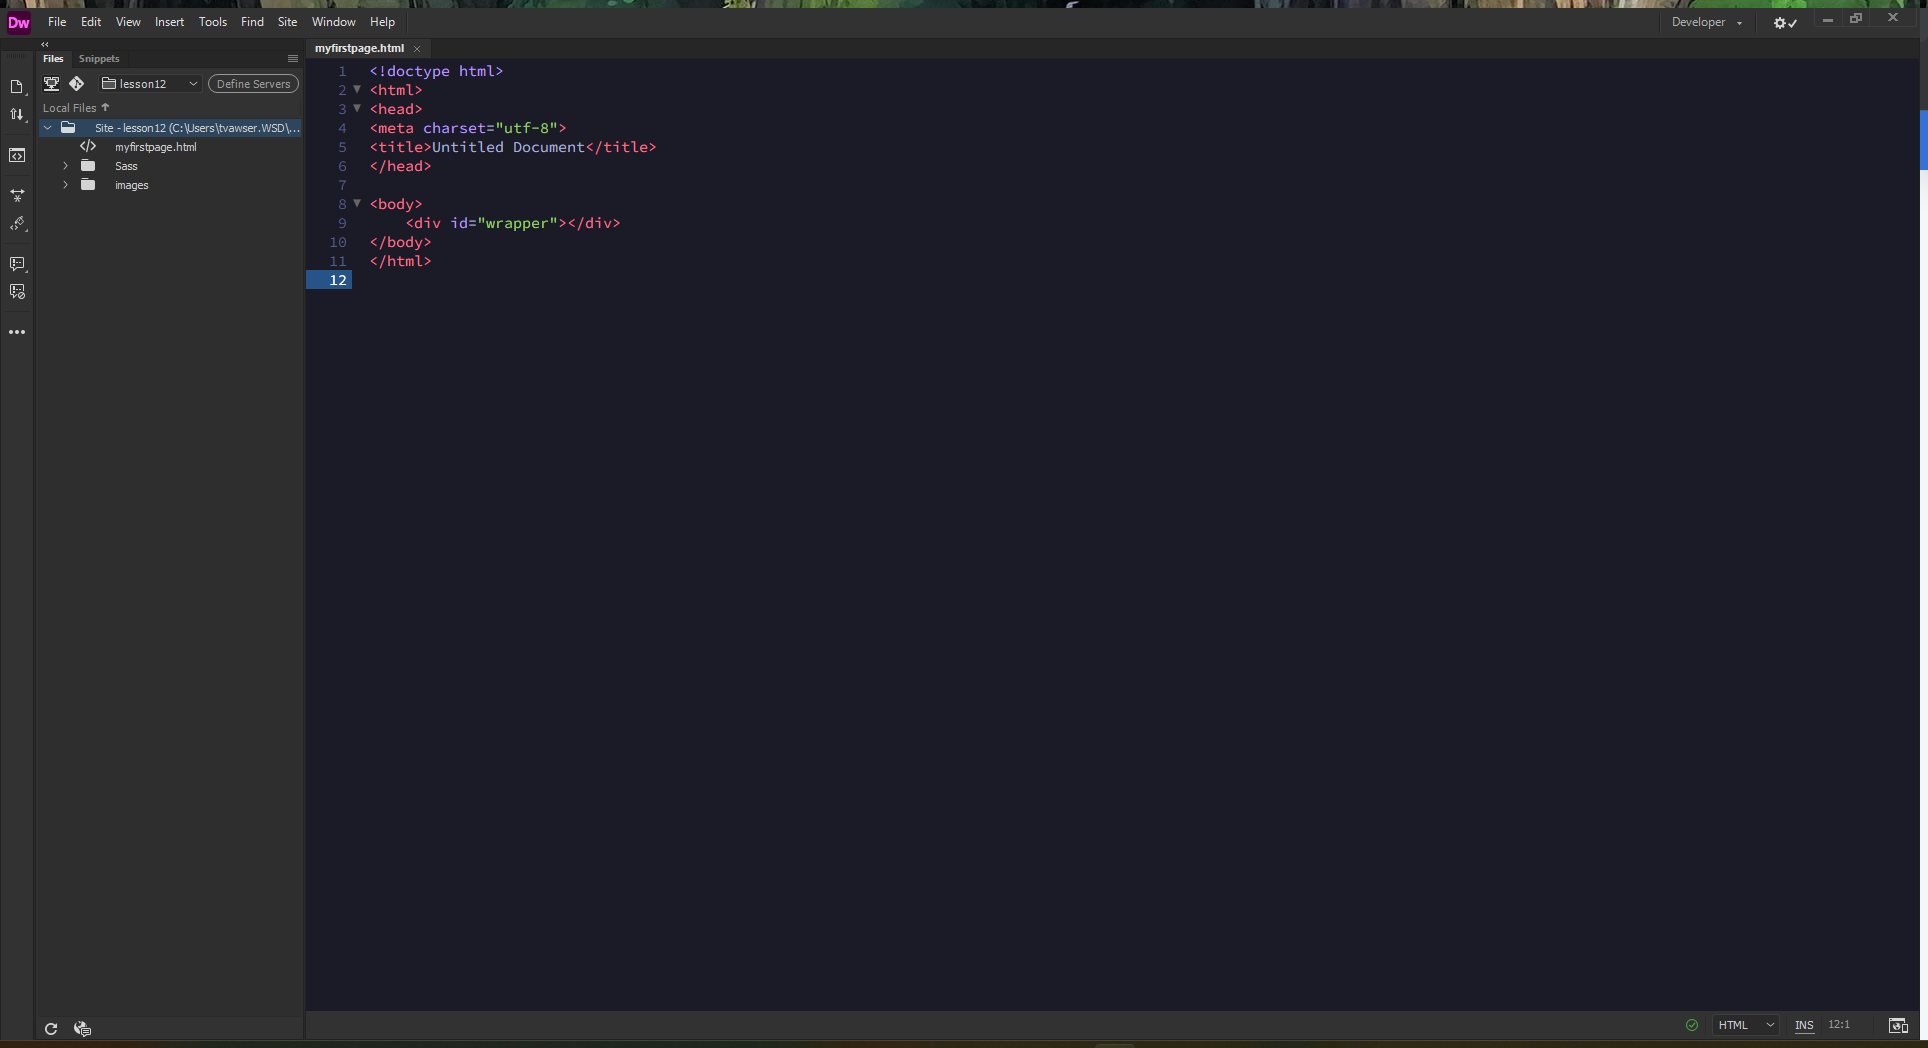 Dw File Edit View Insert Tools Find Site Window Help Developer
Files Snippets
lesson12 Define Servers
Local Files
Site - lesson12 (C:\Users\tvawser.WSD\...
myfirstpage.html
Sass
images
myfirstpage.html
1 <!doctype html>
2 <html>
3 <head>
4 <meta charset="utf-8">
5 <title>Untitled Document</title>
6 </head>
7
8 <body>
9     <div id="wrapper"></div>
10 </body>
11 </html>
12
HTML INS 12:1